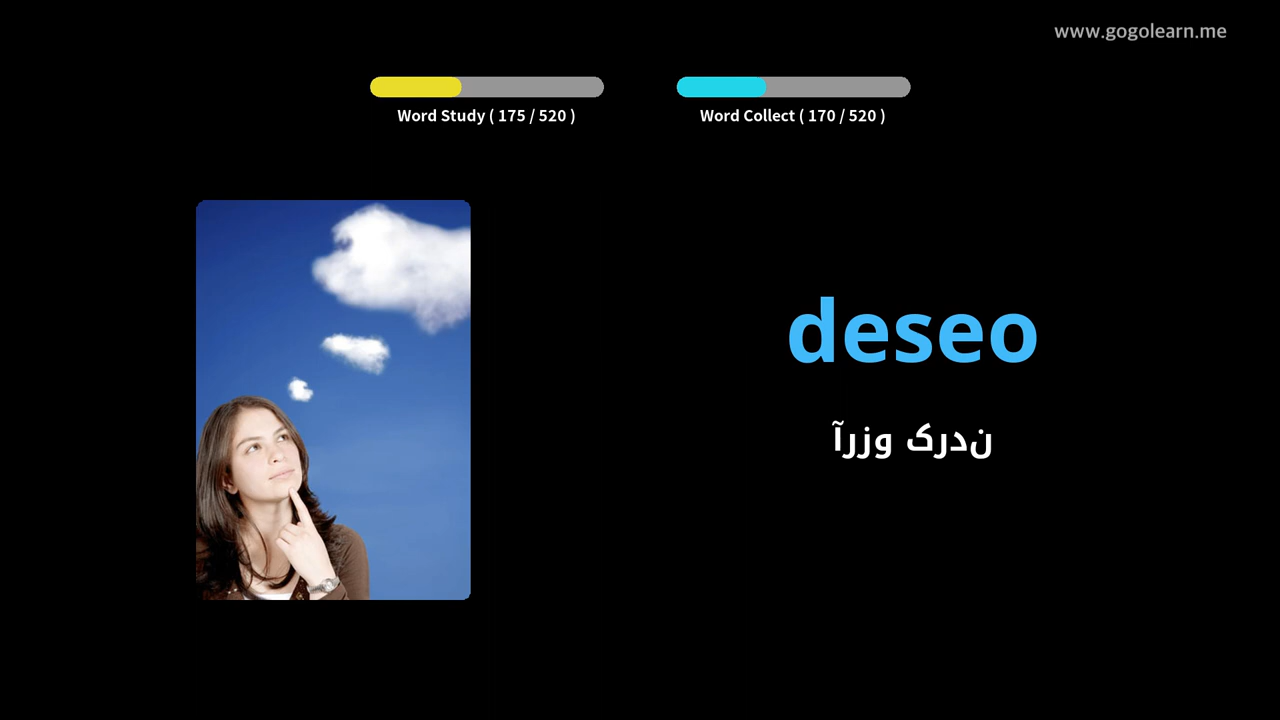 www.gogolearn.me
Word Study ( 175 / 520 )
Word Collect ( 170 / 520 )
deseo
ندرک وزرآ